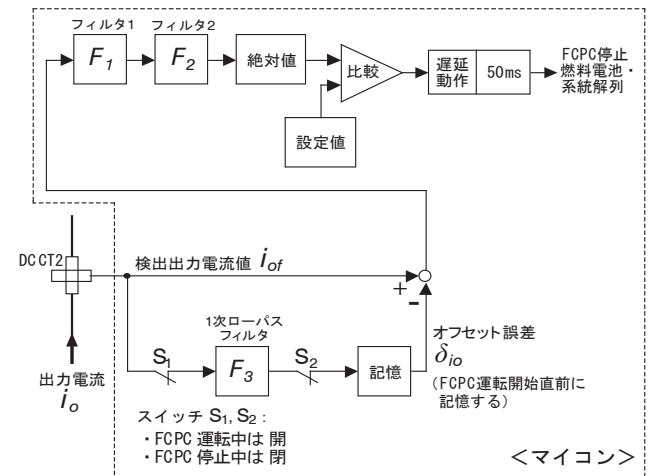 フィルタ1
フィルタ2
F1
F2
絶対値
比較
遅延動作
50ms
FCPC停止
燃料電池・
系統解列
設定値
DCCT2
検出出力電流値 iof
+
-
1次ローパス
フィルタ
S1
F3
S2
記憶
オフセット誤差
δio
(FCPC運転開始直前に
記憶する)
出力電流
io
スイッチ S1, S2 :
・FCPC 運転中は 開
・FCPC 停止中は 閉
＜マイコン＞